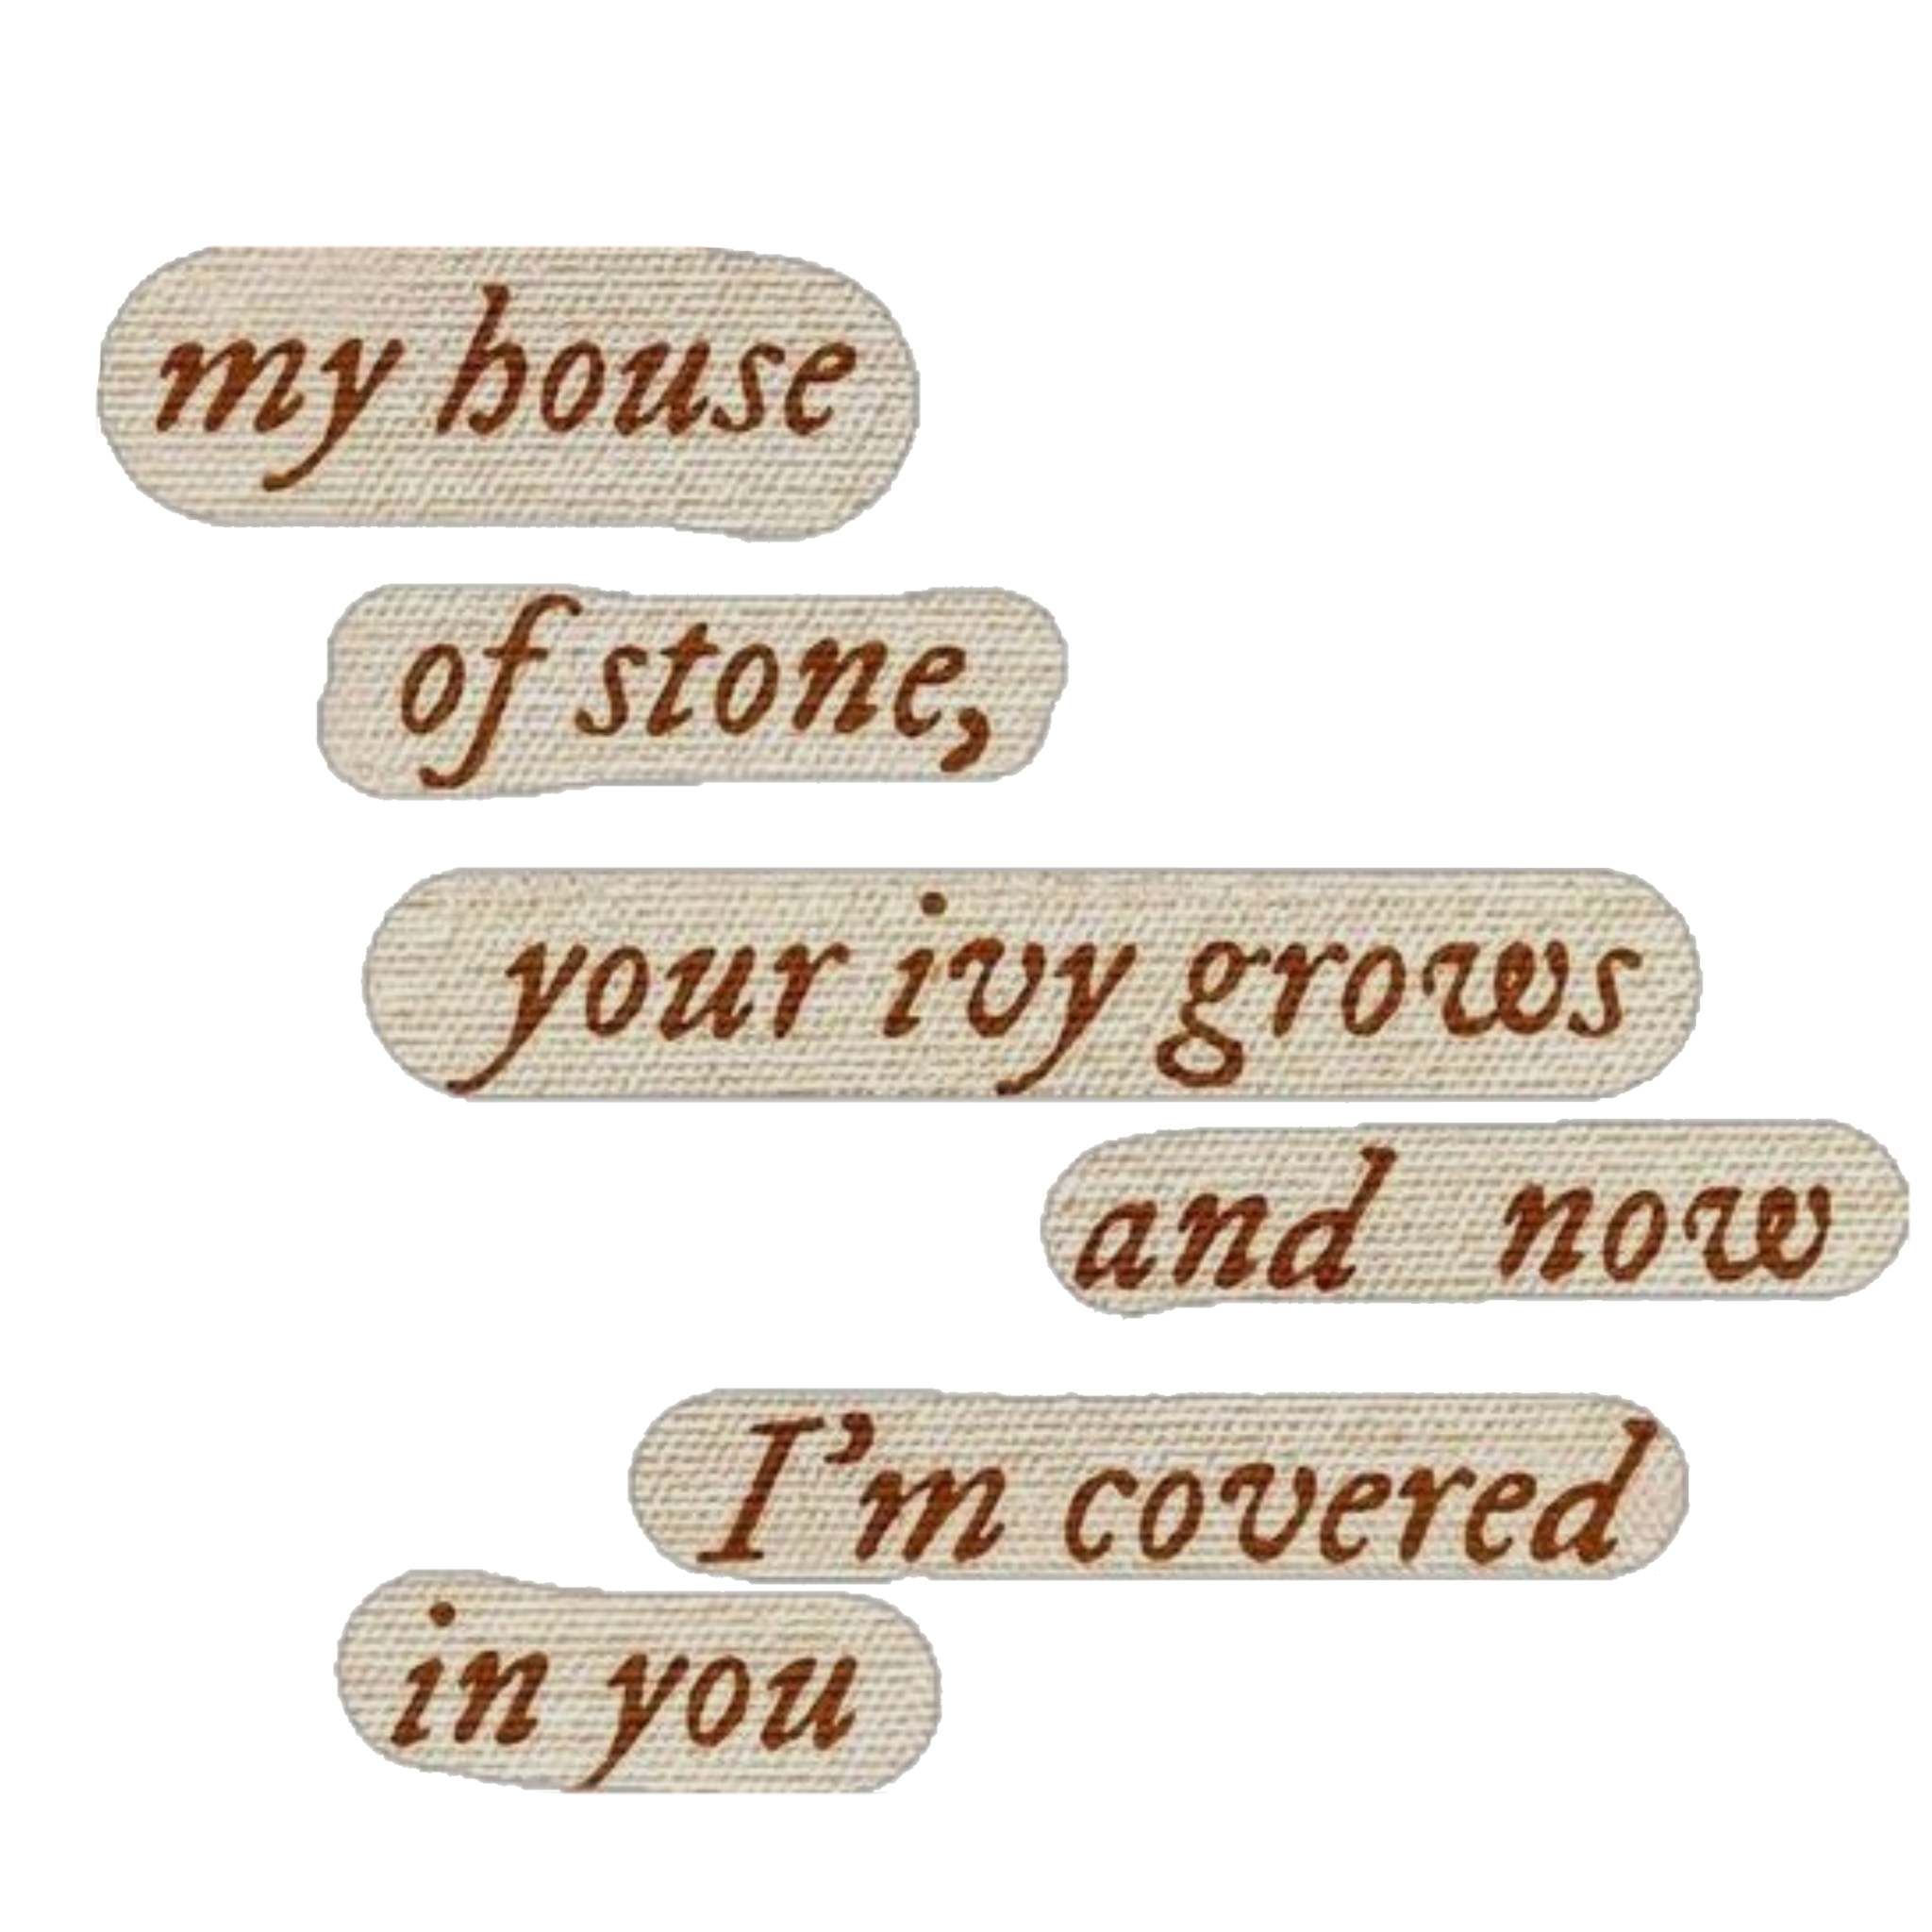 my house
of stone,
your ivy grows
and now
I'm covered
in you